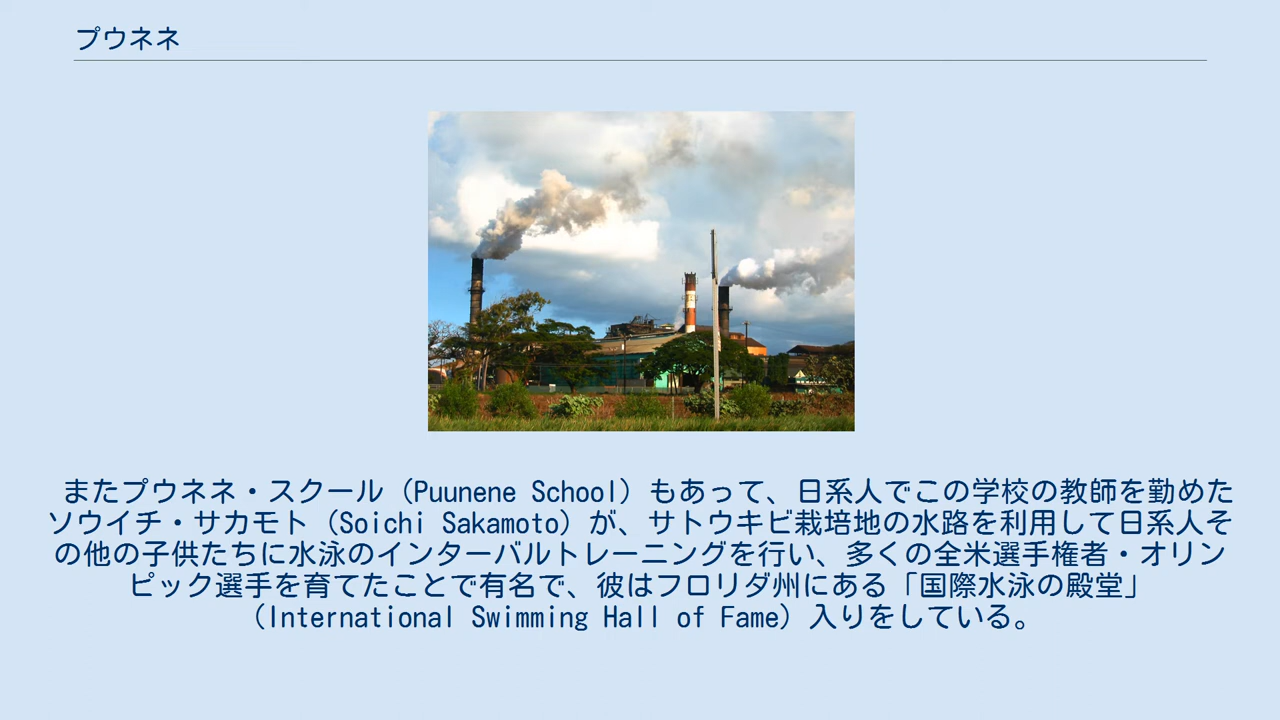 プウネネ
またプウネネ・スクール（Puunene School）もあって、日系人でこの学校の教師を勤めた
ソウイチ・サカモト（Soichi Sakamoto）が、サトウキビ栽培地の水路を利用して日系人そ
の他の子供たちに水泳のインターバルトレーニングを行い、多くの全米選手権者・オリン
ピック選手を育てたことで有名で、彼はフロリダ州にある「国際水泳の殿堂」
（International Swimming Hall of Fame）入りをしている。